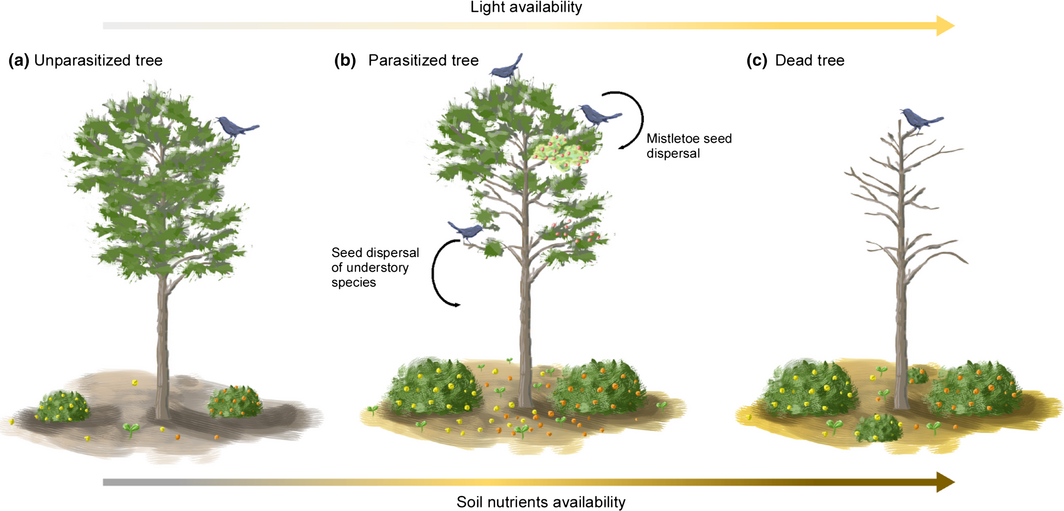 Light availability
(a) Unparasitized tree
(b) Parasitized tree
(c) Dead tree
Mistletoe seed
dispersal
Seed dispersal
of understory
species
Soil nutrients availability